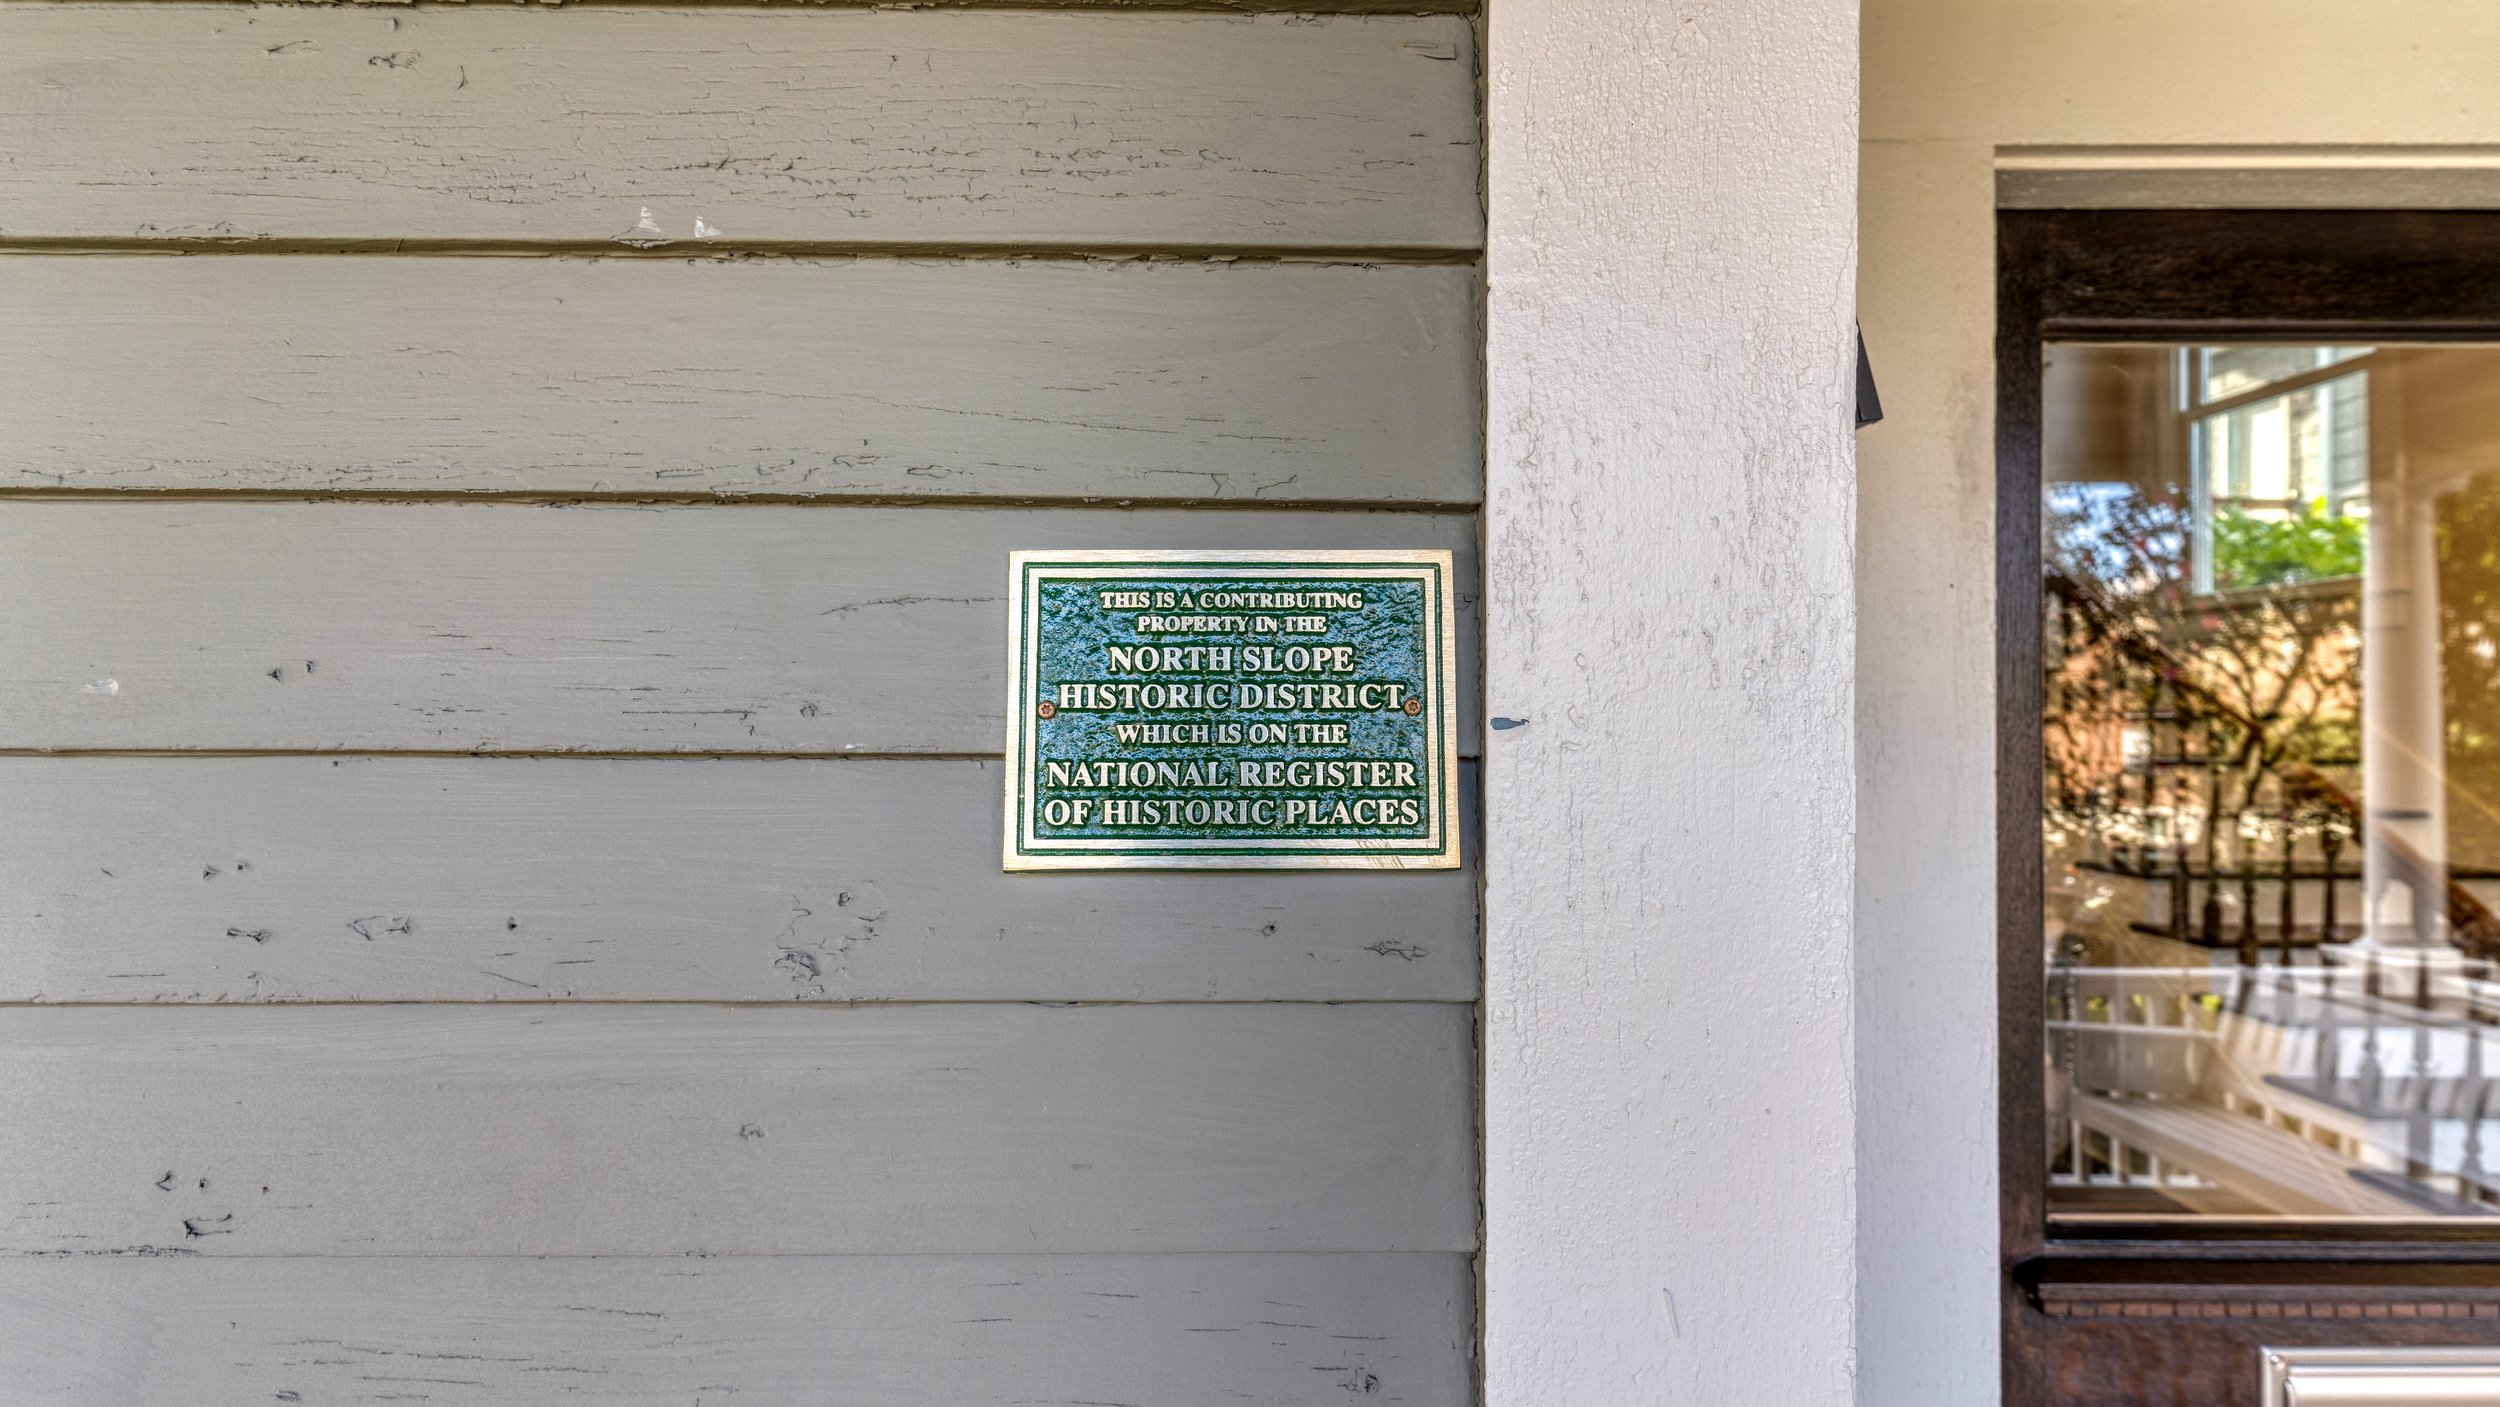 THIS IS A CONTRIBUTING
PROPERTY IN THE
NORTH SLOPE
HISTORIC DISTRICT
WHICH IS ON THE
NATIONAL REGISTER
OF HISTORIC PLACES